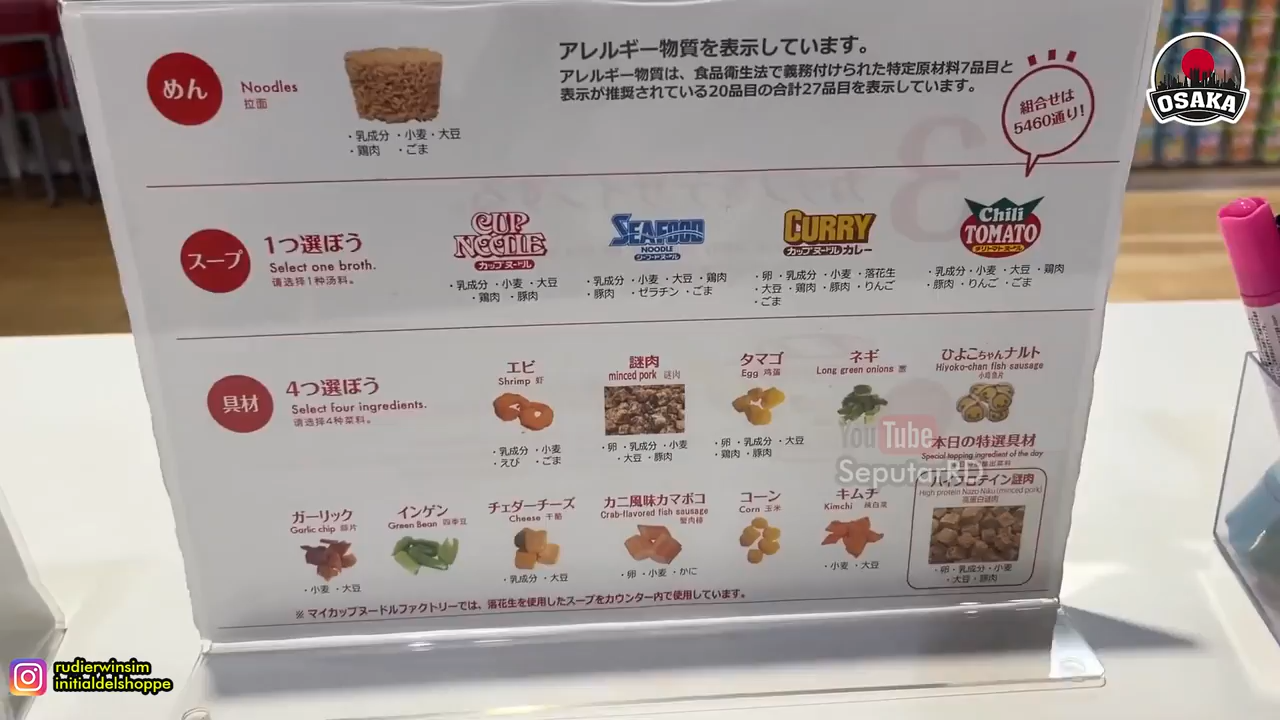 めん
Noodles
拉面
・乳成分 ・小麦・大豆
・鶏肉 ・ごま
アレルギー物質を表示しています。
アレルギー物質は、食品衛生法で義務付けられた特定原材料7品目と
表示が推奨されている20品目の合計27品目を表示しています。
組合せは
5460通り!
OSAKA
スープ
1つ選ぼう
Select one broth.
请选择1种汤料。
CUP
NOODLE
カップヌードル
・乳成分 ・小麦 ・大豆
・鶏肉 ・豚肉
SEAFOOD
NOODLE
シーフードヌードル
・乳成分 ・小麦 ・大豆 ・鶏肉
・豚肉 ・ゼラチン ・ごま
CURRY
カップヌードルカレー
・卵 ・乳成分 ・小麦 ・落花生
・大豆 ・鶏肉 ・豚肉 ・りんご
・ごま
Chili
TOMATO
チリトマトヌードル
・乳成分 ・小麦 ・大豆 ・鶏肉
・豚肉 ・りんご ・ごま
具材
4つ選ぼう
Select four ingredients.
请选择4种菜料。
エビ
Shrimp 虾
・乳成分 ・小麦
・えび ・ごま
謎肉
minced pork 谜肉
・卵 ・乳成分 ・小麦
・大豆 ・豚肉
タマゴ
Egg 鸡蛋
・卵 ・乳成分 ・大豆
・鶏肉 ・豚肉
ネギ
Long green onions 葱
ひよこちゃんナルト
Hiyoko-chan fish sausage
小鸡鱼片
ガーリック
Garlic chip 蒜片
・小麦 ・大豆
インゲン
Green Bean 四季豆
チェダーチーズ
Cheese 干酪
・乳成分 ・大豆
カニ風味カマボコ
Crab-flavored fish sausage
蟹肉棒
・卵 ・小麦 ・かに
コーン
Corn 玉米
キムチ
Kimchi 辣白菜
・小麦 ・大豆
本日の特選具材
Special topping ingredient of the day
ハイプロテイン謎肉
High protein Nazo Niku (minced pork)
高蛋白谜肉
・卵・乳成分・小麦
・大豆・豚肉
※ マイカップヌードルファクトリーでは、落花生を使用したスープをカウンター内で使用しています。
YouTube
SeputarRD
rudierwinsim
initialdelshoppe